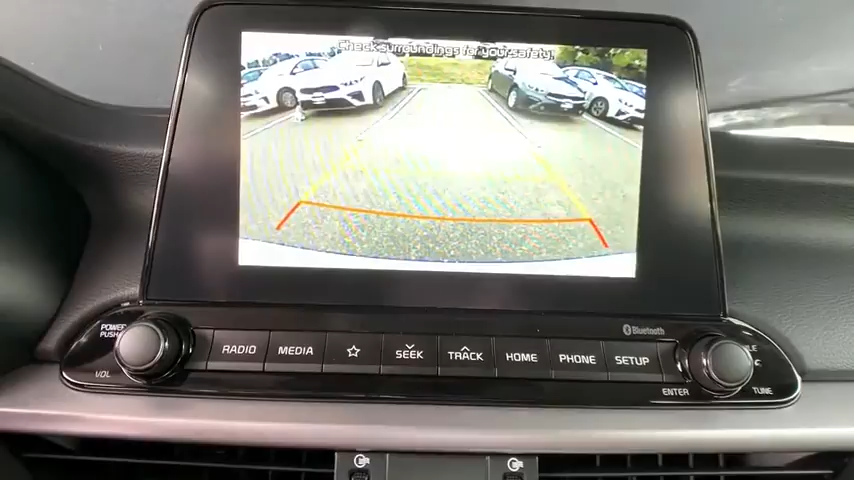 Check surroundings for your safety!
Bluetooth
POWER
PUSH
VOL
RADIO
MEDIA
SEEK
TRACK
HOME
PHONE
SETUP
ENTER
TUNE